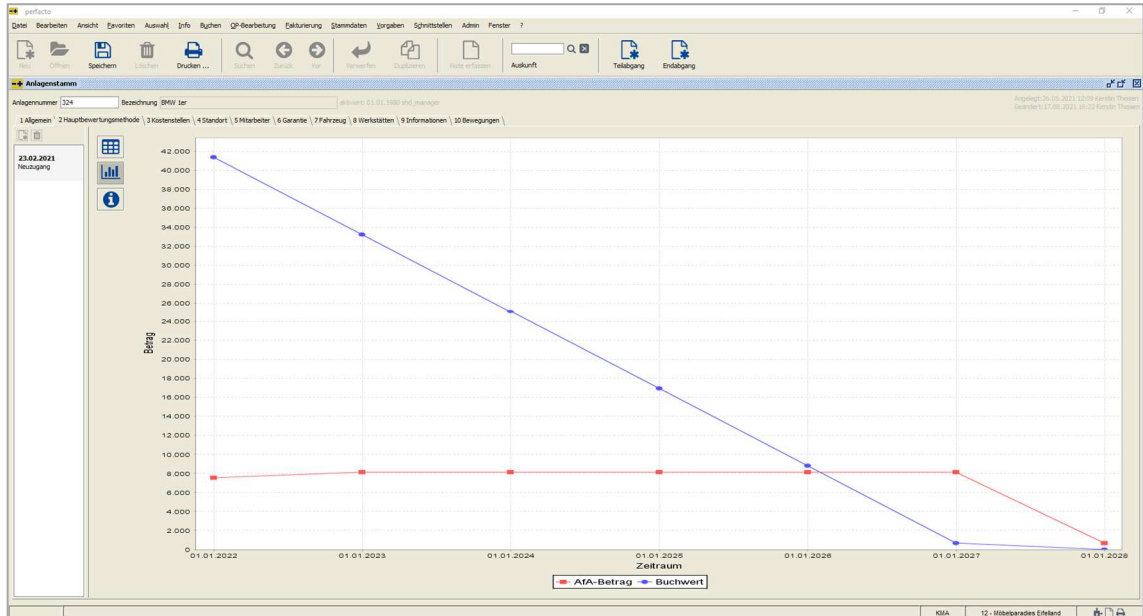 perfacto
Datei Bearbeiten Ansicht Favoriten Auswahl Info Buchen OP-Bearbeitung Fakturierung Stammdaten Vorgaben Schnittstellen Admin Fenster ?
Neu Öffnen Speichern Löschen Drucken ... Suchen Zurück Vor Verwerfen Duplizieren Note erfassen Auskunft Teilabgang Endabgang
Anlagenstamm
Anlagennummer 324 Bezeichnung BMW 1er aktiviert: 01.01.1980 shd_manager
Angelegt:26.05.2021 12:09 Kerstin Thessen
Geändert:17.08.2021 16:22 Kerstin Thessen
1 Allgemein 2 Hauptbewertungsmethode 3 Kostenstellen 4 Standort 5 Mitarbeiter 6 Garantie 7 Fahrzeug 8 Werkstätten 9 Informationen 10 Bewegungen
23.02.2021
Neuzugang
42.000
40.000
38.000
36.000
34.000
32.000
30.000
28.000
26.000
24.000
22.000
20.000
18.000
16.000
14.000
12.000
10.000
8.000
6.000
4.000
2.000
0
Betrag
01.01.2022 01.01.2023 01.01.2024 01.01.2025 01.01.2026 01.01.2027 01.01.2028
Zeitraum
AfA-Betrag Buchwert
KMA 12 - Möbelparadies Eifelland